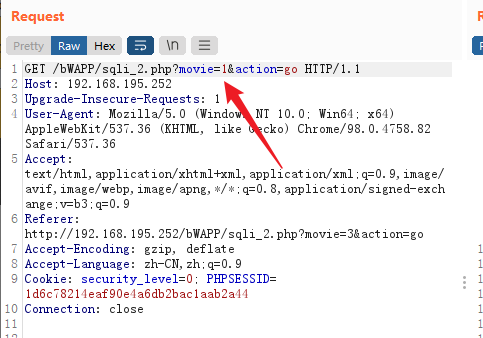 Request
Pretty Raw Hex \n
1 GET /bWAPP/sqli_2.php?movie=1&action=go HTTP/1.1
2 Host: 192.168.195.252
3 Upgrade-Insecure-Requests: 1
4 User-Agent: Mozilla/5.0 (Windows NT 10.0; Win64; x64)
AppleWebKit/537.36 (KHTML, like Gecko) Chrome/98.0.4758.82
Safari/537.36
5 Accept:
text/html,application/xhtml+xml,application/xml;q=0.9,image/
avif,image/webp,image/apng,*/*;q=0.8,application/signed-exch
ange;v=b3;q=0.9
6 Referer:
http://192.168.195.252/bWAPP/sqli_2.php?movie=3&action=go
7 Accept-Encoding: gzip, deflate
8 Accept-Language: zh-CN,zh;q=0.9
9 Cookie: security_level=0; PHPSESSID=
1d6c78214eaf90e4a6db2bac1aab2a44
10 Connection: close
11
12